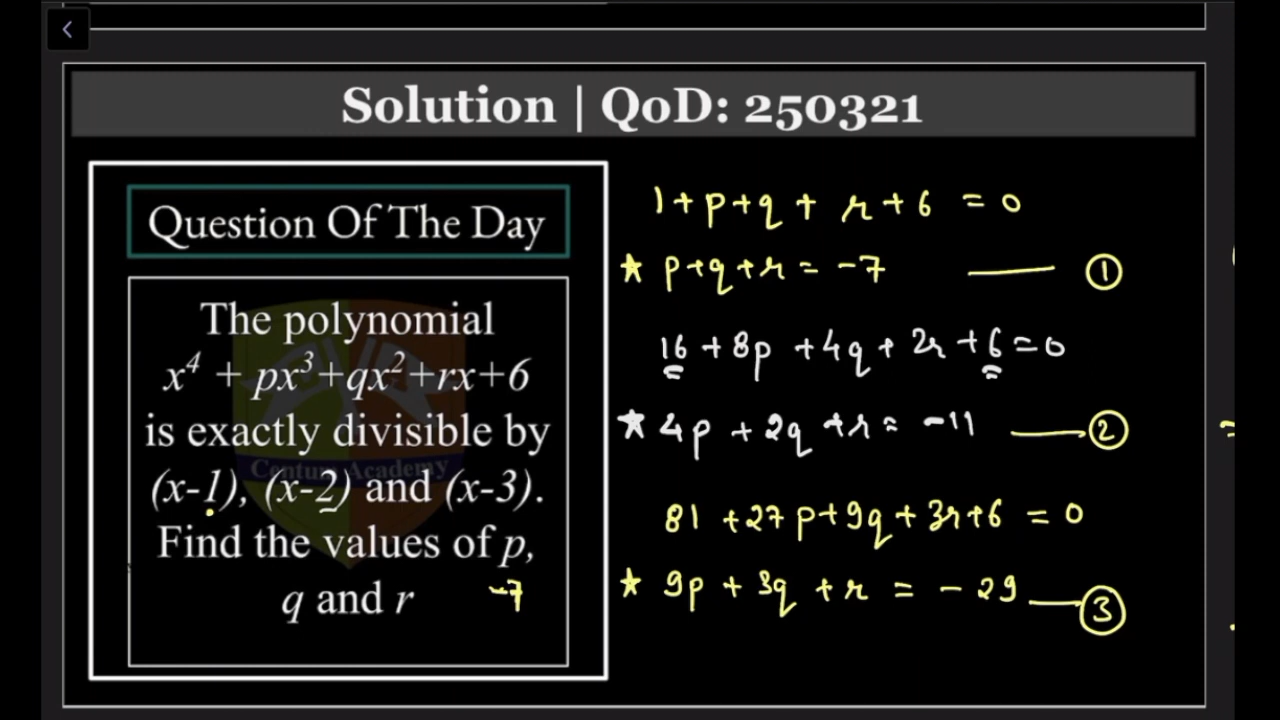 Solution | QoD: 250321
Question Of The Day
The polynomial
x⁴ + px³+qx²+rx+6
is exactly divisible by
(x-1), (x-2) and (x-3).
Find the values of p,
q and r
-7
Century Academy
1 + p + q + r + 6 = 0
★ p + q + r = -7 ①
16 + 8p + 4q + 2r + 6 = 0
★ 4p + 2q + r = -11 ②
81 + 27p + 9q + 3r + 6 = 0
★ 9p + 3q + r = -29 ③